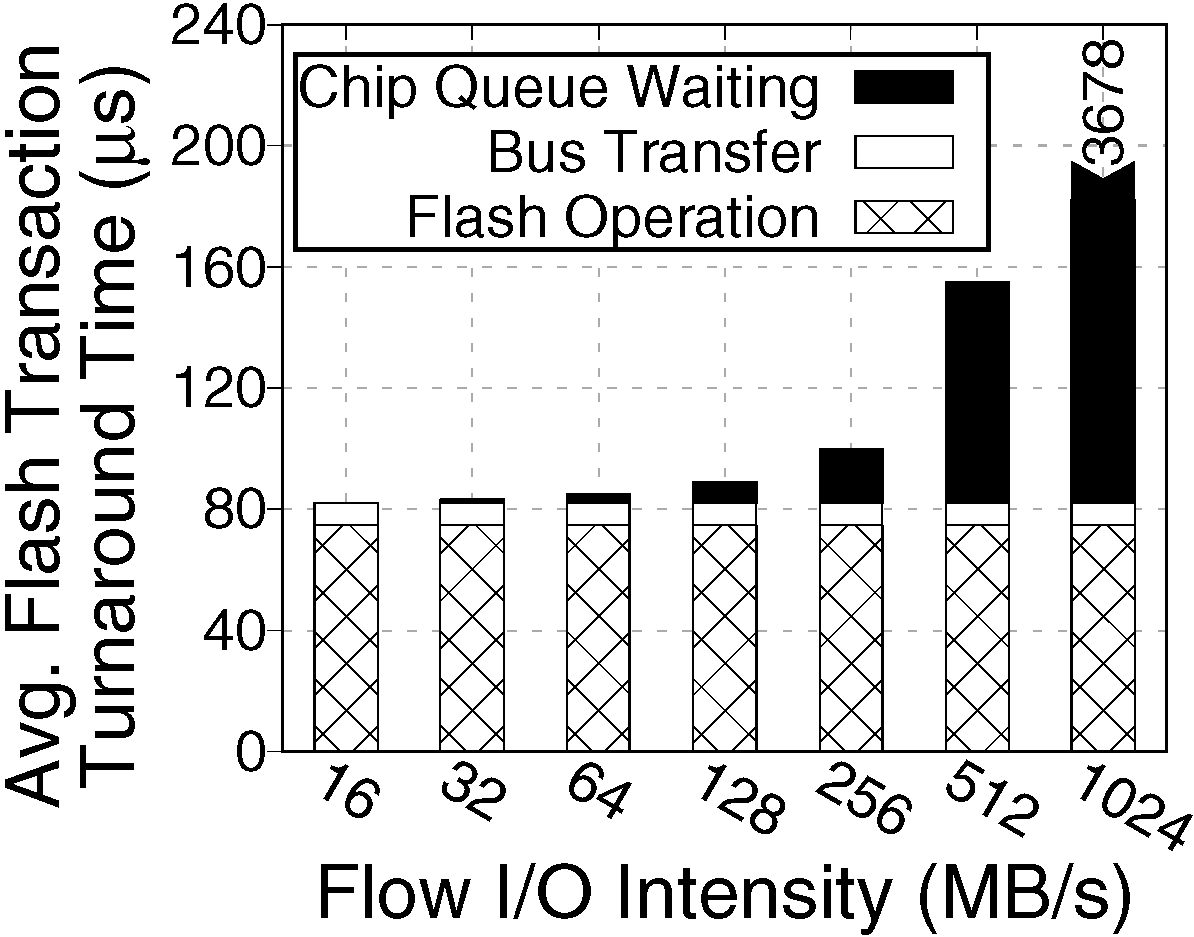 Avg. Flash Transaction
Turnaround Time (μs)
240
200
160
120
80
40
0
Chip Queue Waiting
Bus Transfer
Flash Operation
3678
16
32
64
128
256
512
1024
Flow I/O Intensity (MB/s)